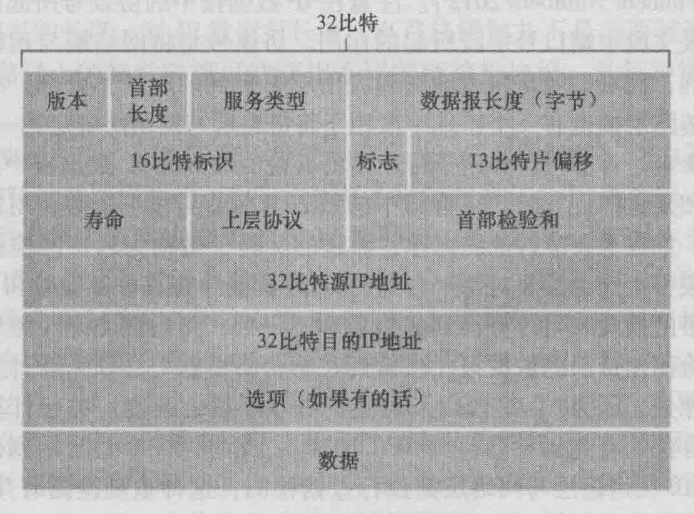 32比特
版本
首部
长度
服务类型
数据报长度（字节）
16比特标识
标志
13比特片偏移
寿命
上层协议
首部检验和
32比特源IP地址
32比特目的IP地址
选项（如果有的话）
数据